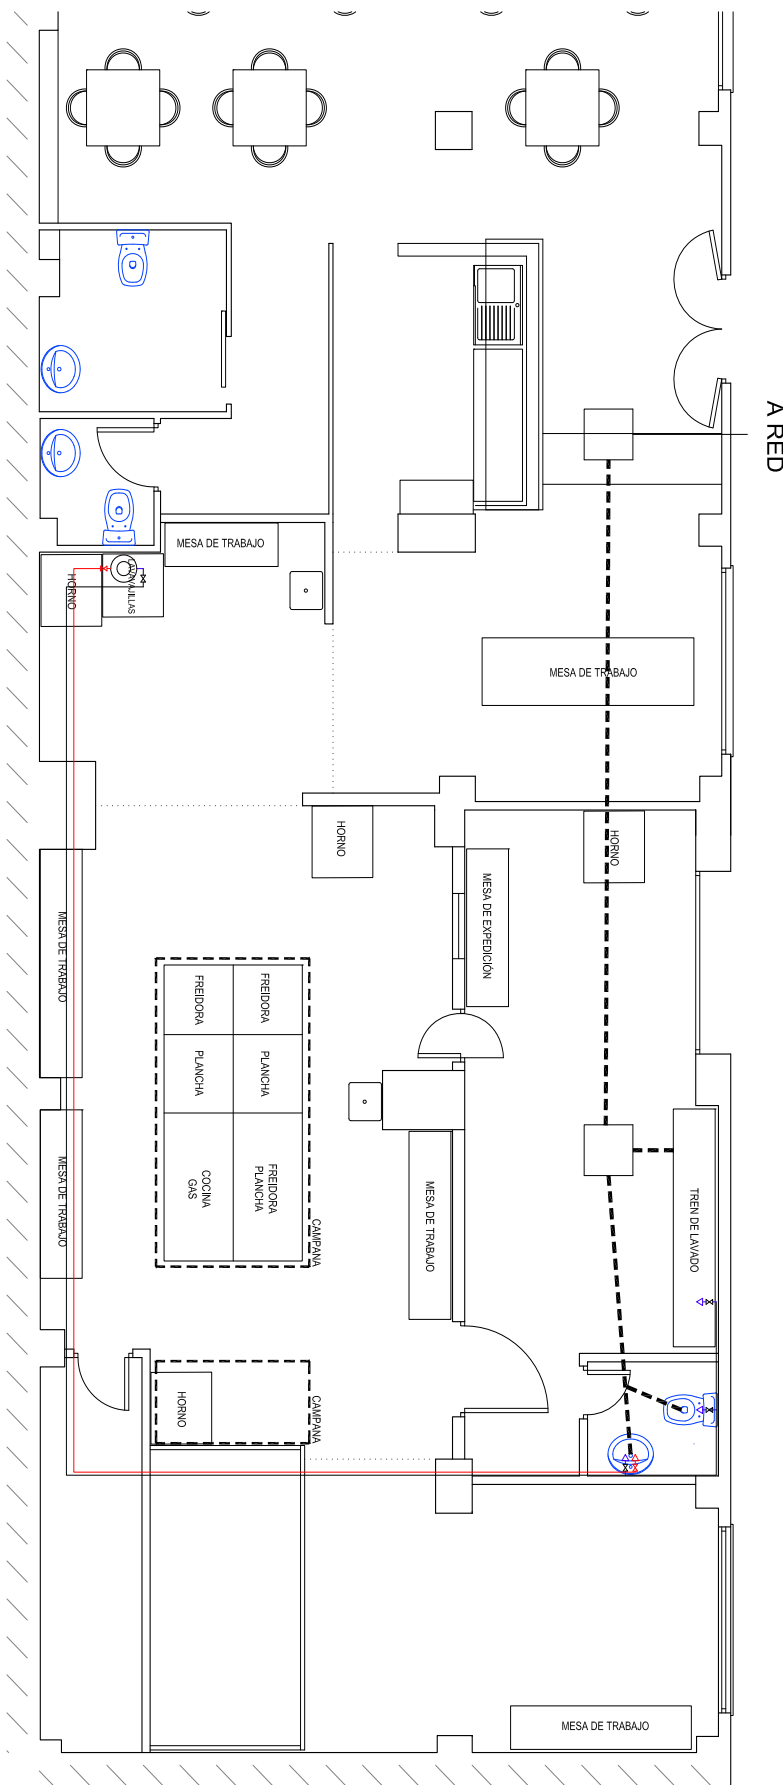 A RED
MESA DE TRABAJO
LAVAVAJILLAS
HORNO
MESA DE TRABAJO
HORNO
HORNO
MESA DE EXPEDICIÓN
MESA DE TRABAJO
FREIDORA
FREIDORA
PLANCHA
PLANCHA
COCINA
GAS
FREIDORA
PLANCHA
CAMPANA
MESA DE TRABAJO
MESA DE TRABAJO
TREN DE LAVADO
HORNO
CAMPANA
MESA DE TRABAJO